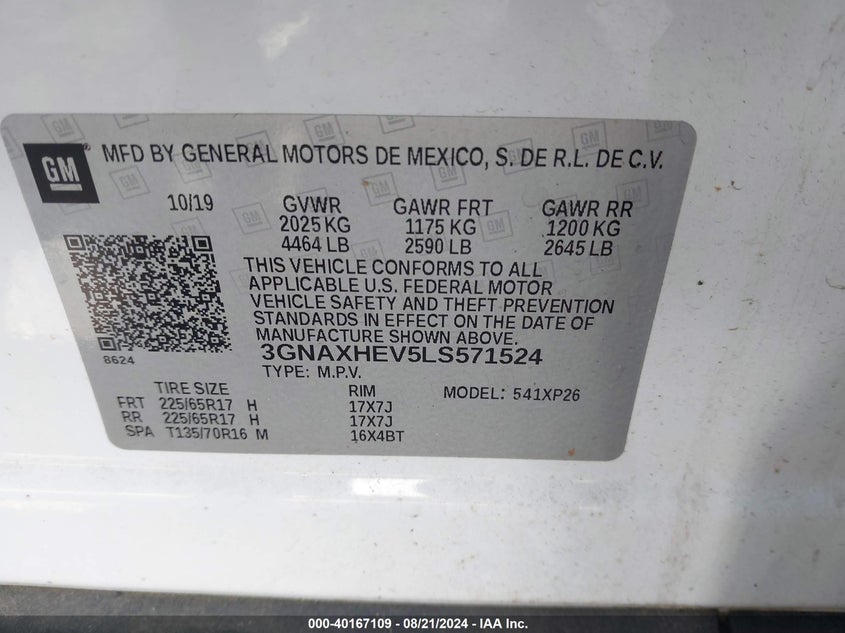 GM ® MFD BY GENERAL MOTORS DE MEXICO, S. DE R.L. DE C.V.
10/19 GVWR GAWR FRT GAWR RR
2025 KG 1175 KG 1200 KG
4464 LB 2590 LB 2645 LB
THIS VEHICLE CONFORMS TO ALL
APPLICABLE U.S. FEDERAL MOTOR
VEHICLE SAFETY AND THEFT PREVENTION
STANDARDS IN EFFECT ON THE DATE OF
MANUFACTURE SHOWN ABOVE.
8624 3GNAXHEV5LS571524
TYPE: M.P.V.
TIRE SIZE RIM MODEL: 541XP26
FRT 225/65R17 H 17X7J
RR 225/65R17 H 17X7J
SPA T135/70R16 M 16X4BT
000-40167109 - 08/21/2024 - IAA Inc.